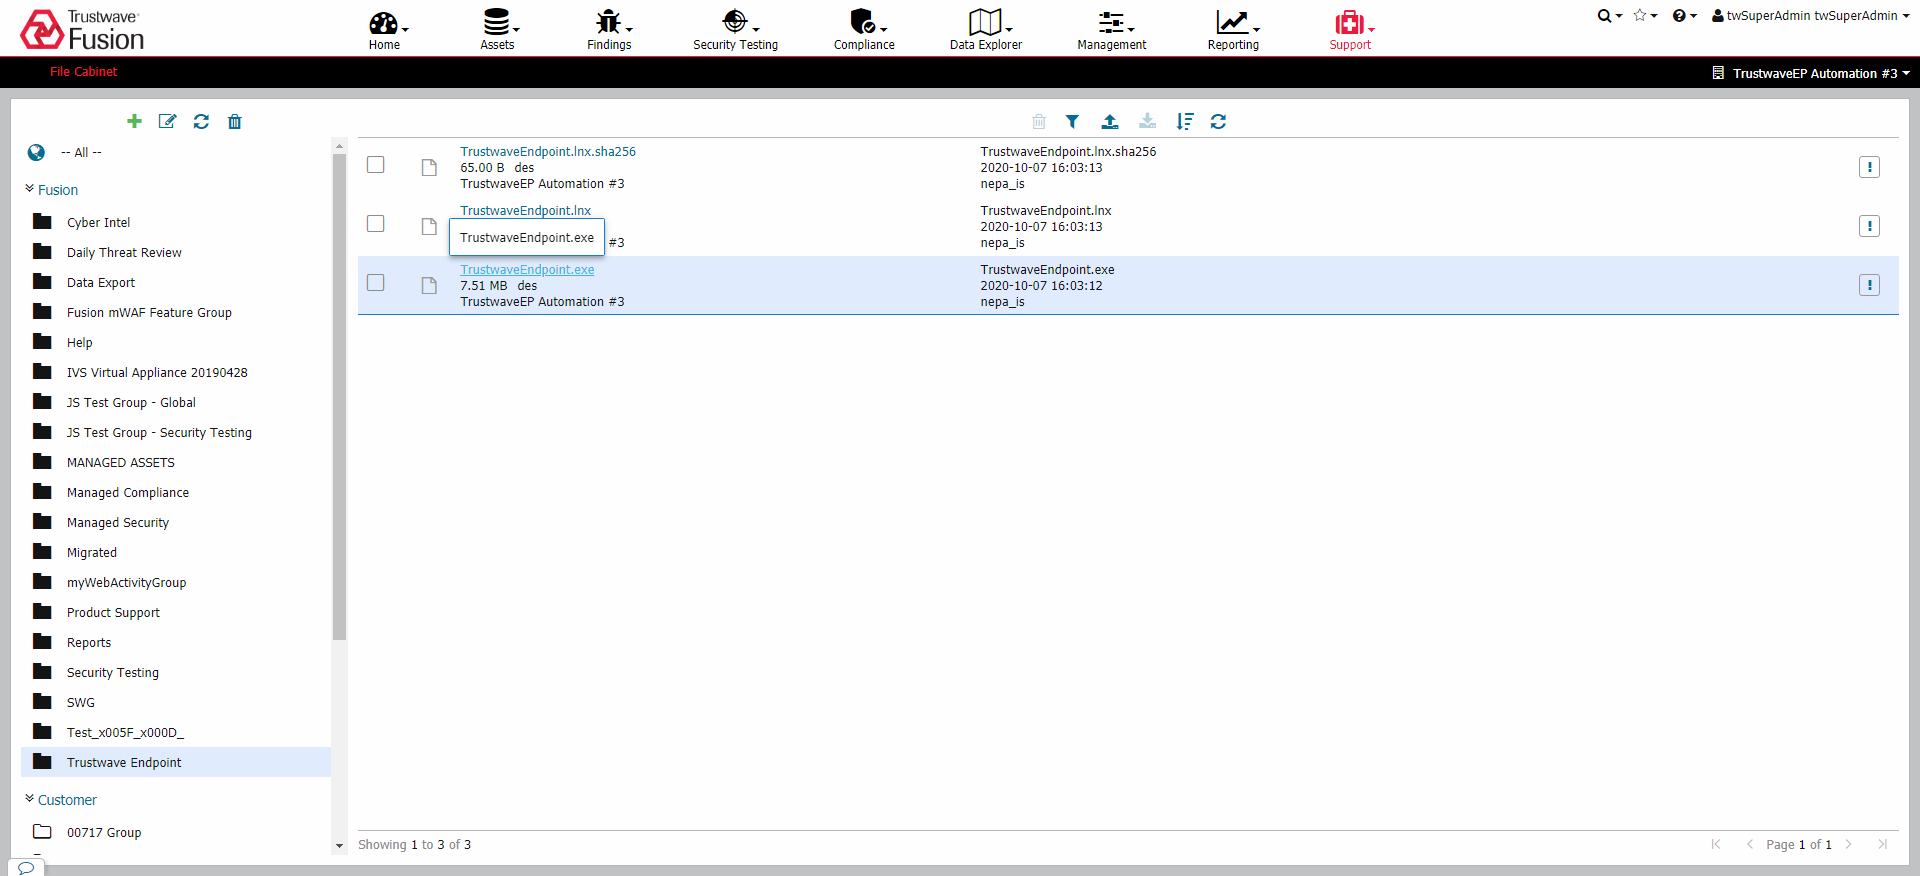 Trustwave®
Fusion
Home
Assets
Findings
Security Testing
Compliance
Data Explorer
Management
Reporting
Support
twSuperAdmin twSuperAdmin
File Cabinet
TrustwaveEP Automation #3
-- All --
Fusion
Cyber Intel
Daily Threat Review
Data Export
Fusion mWAF Feature Group
Help
IVS Virtual Appliance 20190428
JS Test Group - Global
JS Test Group - Security Testing
MANAGED ASSETS
Managed Compliance
Managed Security
Migrated
myWebActivityGroup
Product Support
Reports
Security Testing
SWG
Test_x005F_x000D_
Trustwave Endpoint
Customer
00717 Group
TrustwaveEndpoint.lnx.sha256
65.00 B des
TrustwaveEP Automation #3
TrustwaveEndpoint.lnx.sha256
2020-10-07 16:03:13
nepa_is
TrustwaveEndpoint.lnx
TrustwaveEndpoint.exe
#3
TrustwaveEndpoint.lnx
2020-10-07 16:03:13
nepa_is
TrustwaveEndpoint.exe
7.51 MB des
TrustwaveEP Automation #3
TrustwaveEndpoint.exe
2020-10-07 16:03:12
nepa_is
Showing 1 to 3 of 3
Page 1 of 1